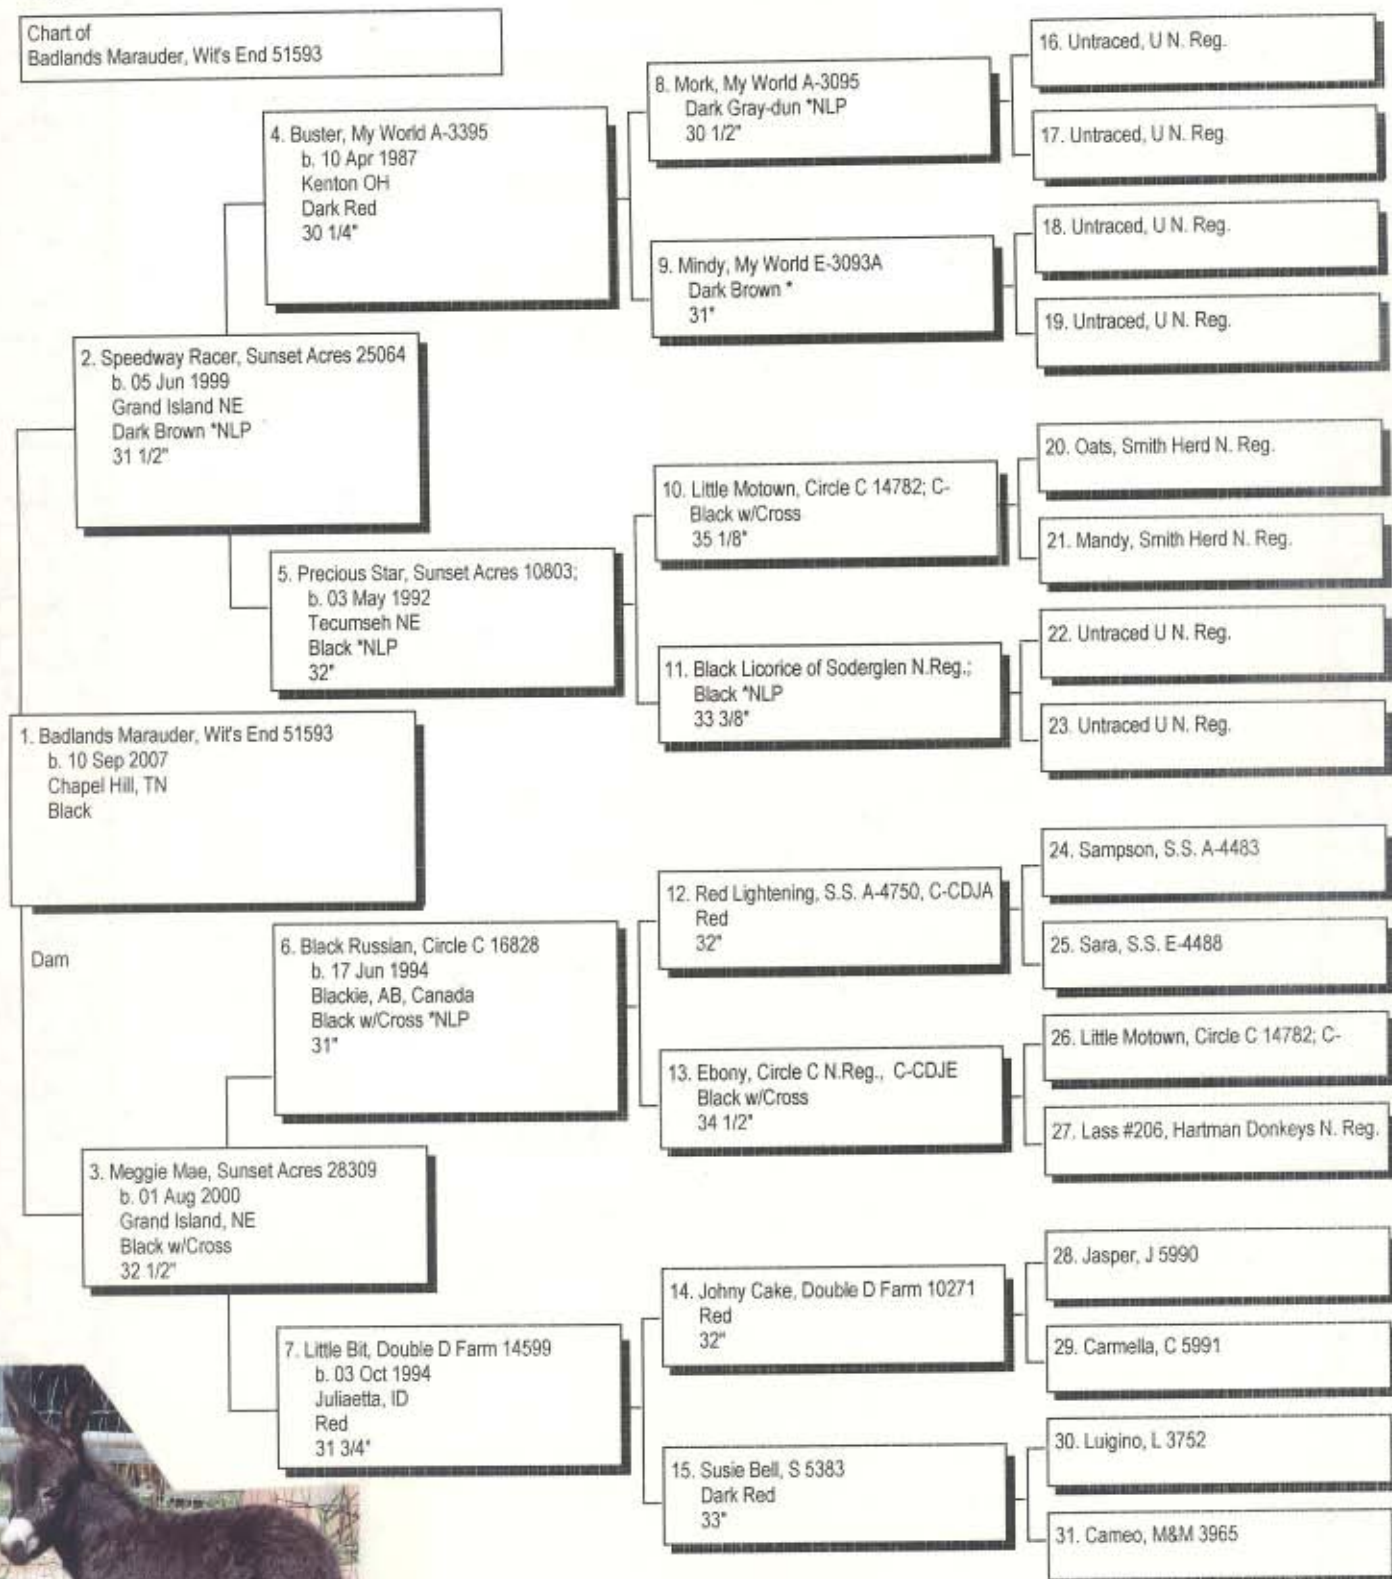 Chart of
Badlands Marauder, Wit's End 51593
1. Badlands Marauder, Wit's End 51593
b. 10 Sep 2007
Chapel Hill, TN
Black
Dam
2. Speedway Racer, Sunset Acres 25064
b. 05 Jun 1999
Grand Island NE
Dark Brown *NLP
31 1/2"
3. Meggie Mae, Sunset Acres 28309
b. 01 Aug 2000
Grand Island, NE
Black w/Cross
32 1/2"
4. Buster, My World A-3395
b. 10 Apr 1987
Kenton OH
Dark Red
30 1/4"
5. Precious Star, Sunset Acres 10803;
b. 03 May 1992
Tecumseh NE
Black *NLP
32"
6. Black Russian, Circle C 16828
b. 17 Jun 1994
Blackie, AB, Canada
Black w/Cross *NLP
31"
7. Little Bit, Double D Farm 14599
b. 03 Oct 1994
Juliaetta, ID
Red
31 3/4"
8. Mork, My World A-3095
Dark Gray-dun *NLP
30 1/2"
9. Mindy, My World E-3093A
Dark Brown *
31"
10. Little Motown, Circle C 14782; C-
Black w/Cross
35 1/8"
11. Black Licorice of Soderglen N.Reg.;
Black *NLP
33 3/8"
12. Red Lightening, S.S. A-4750, C-CDJA
Red
32"
13. Ebony, Circle C N.Reg., C-CDJE
Black w/Cross
34 1/2"
14. Johny Cake, Double D Farm 10271
Red
32"
15. Susie Bell, S 5383
Dark Red
33"
16. Untraced, U N. Reg.
17. Untraced, U N. Reg.
18. Untraced, U N. Reg.
19. Untraced, U N. Reg.
20. Oats, Smith Herd N. Reg.
21. Mandy, Smith Herd N. Reg.
22. Untraced U N. Reg.
23. Untraced U N. Reg.
24. Sampson, S.S. A-4483
25. Sara, S.S. E-4488
26. Little Motown, Circle C 14782; C-
27. Lass #206, Hartman Donkeys N. Reg.
28. Jasper, J 5990
29. Carmella, C 5991
30. Luigino, L 3752
31. Cameo, M&M 3965